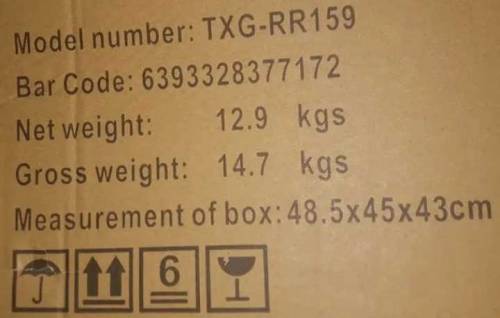 Model number: TXG-RR159
Bar Code: 6393328377172
Net weight: 12.9 kgs
Gross weight: 14.7 kgs
Measurement of box: 48.5x45x43cm
6